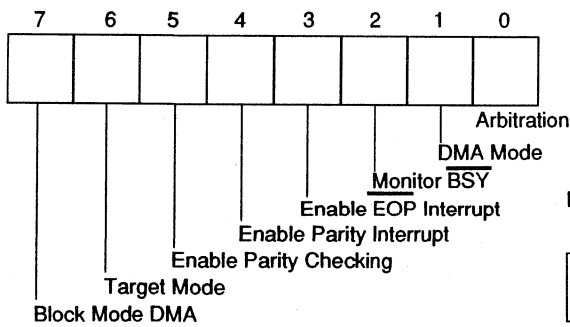 7 6 5 4 3 2 1 0
Arbitration
DMA Mode
Monitor BSY
Enable EOP Interrupt
Enable Parity Interrupt
Enable Parity Checking
Target Mode
Block Mode DMA